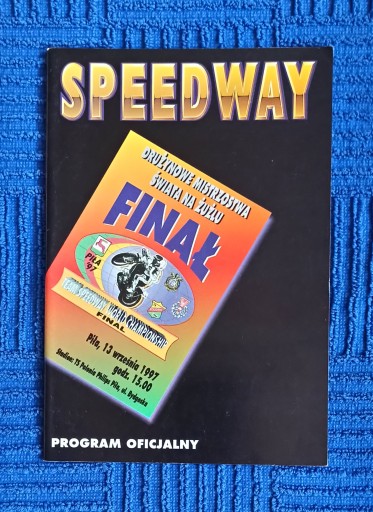 SPEEDWAY
DRUŻYNOWE MISTRZOSTWA
ŚWIATA NA ŻUŻLU
FINAŁ
PIŁA
97
TEAM SPEEDWAY WORLD CHAMPIONSHIP
FINAL
Piła, 13 września 1997
godz. 15.00
Stadion: TS Polonia Philips Piła, ul. Bydgoska
PROGRAM OFICJALNY